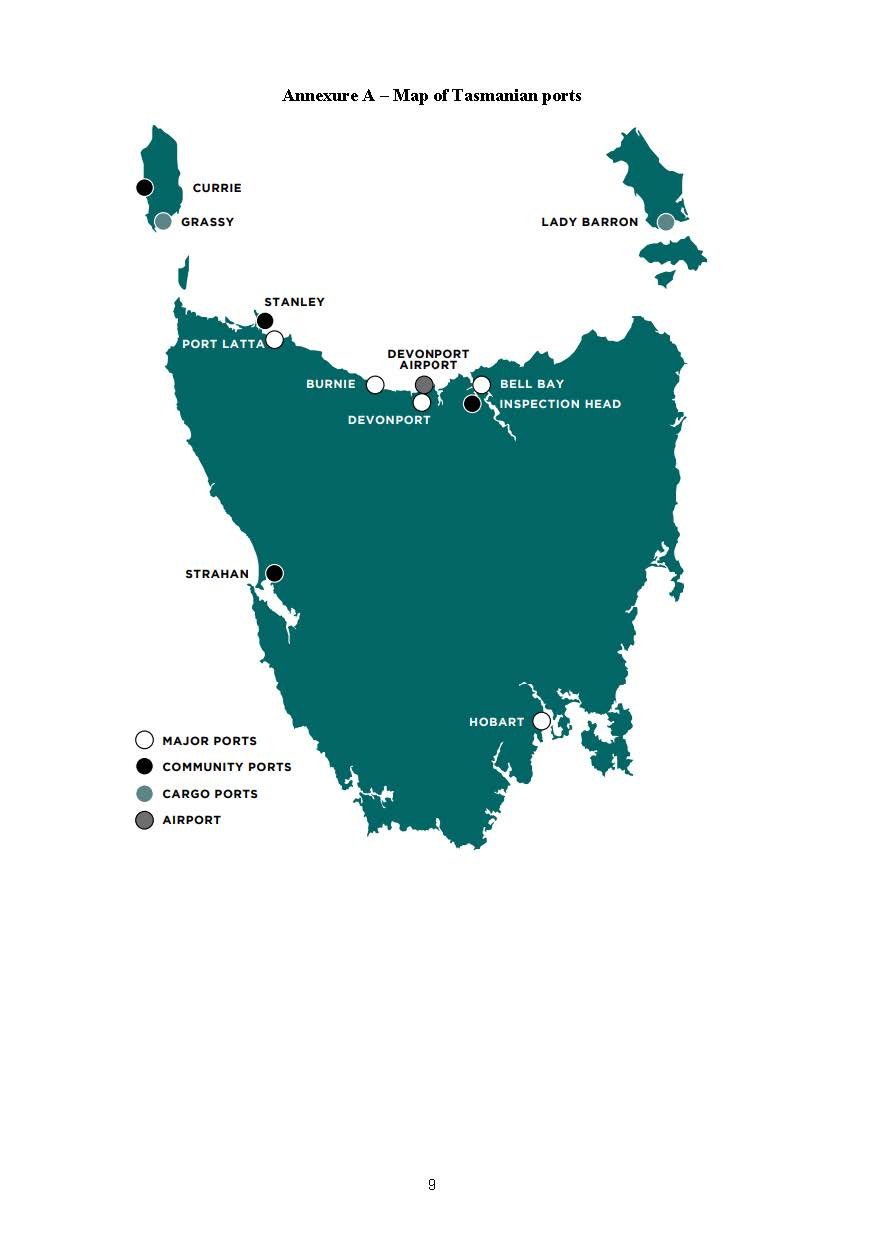 Annexure A – Map of Tasmanian ports
CURRIE
GRASSY
LADY BARRON
STANLEY
PORT LATTA
DEVONPORT
AIRPORT
BURNIE
BELL BAY
INSPECTION HEAD
DEVONPORT
STRAHAN
HOBART
MAJOR PORTS
COMMUNITY PORTS
CARGO PORTS
AIRPORT
9